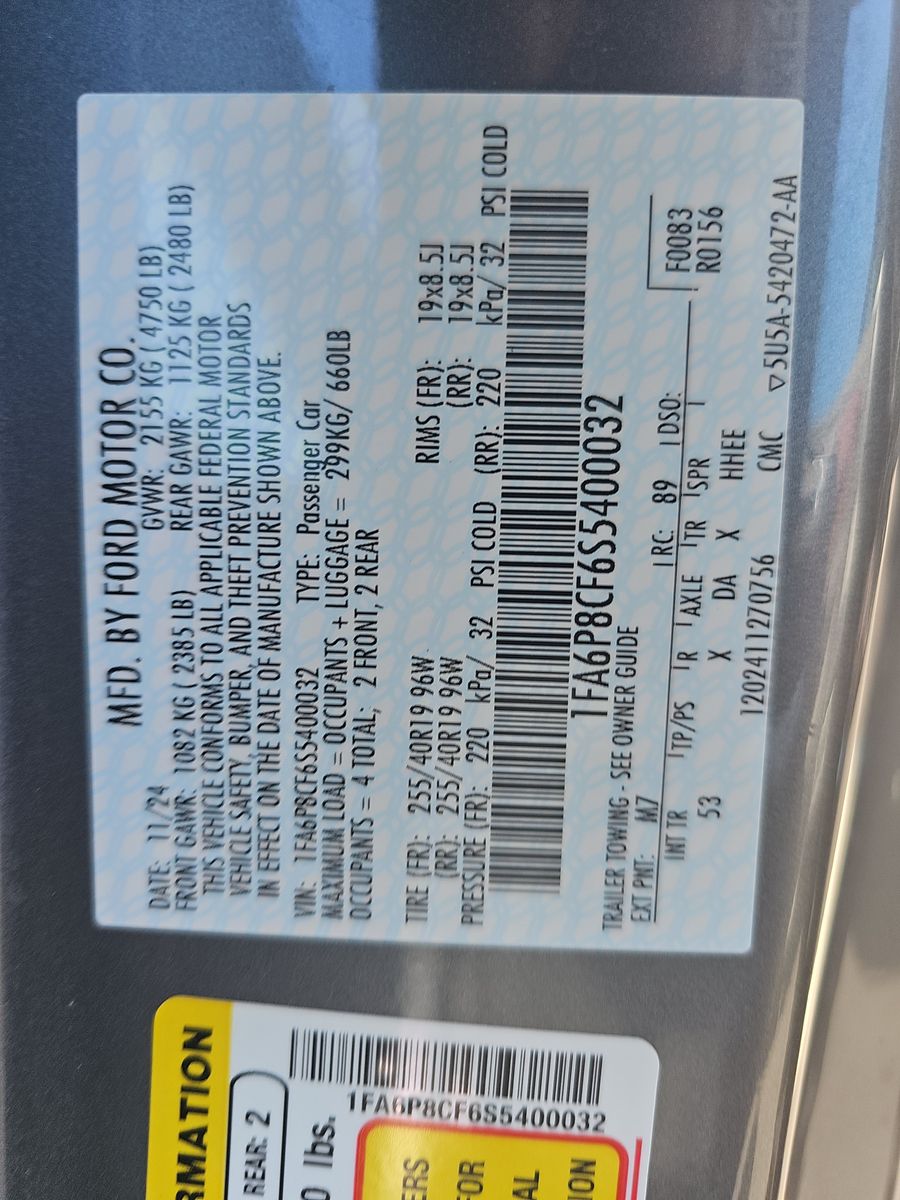 MFD. BY FORD MOTOR CO.
DATE: 11/24 GVWR: 2155 KG ( 4750 LB)
FRONT GAWR: 1082 KG ( 2385 LB) REAR GAWR: 1125 KG ( 2480 LB)
THIS VEHICLE CONFORMS TO ALL APPLICABLE FEDERAL MOTOR
VEHICLE SAFETY, BUMPER, AND THEFT PREVENTION STANDARDS
IN EFFECT ON THE DATE OF MANUFACTURE SHOWN ABOVE.
VIN: 1FA6P8CF6S5400032 TYPE: Passenger Car
MAXIMUM LOAD = OCCUPANTS + LUGGAGE = 299KG/ 660LB
OCCUPANTS = 4 TOTAL; 2 FRONT, 2 REAR
TIRE (FR): 255/40R19 96W RIMS (FR): 19x8.5J
(RR): 255/40R19 96W (RR): 19x8.5J
PRESSURE (FR): 220 kPa/ 32 PSI COLD (RR): 220 kPa/ 32 PSI COLD
1FA6P8CF6S5400032
TRAILER TOWING - SEE OWNER GUIDE
EXT PNT: M7 RC: 89 DSO:
INT TR TP/PS R AXLE TR SPR F0083
53 X DA X HHEE R0156
120241127 0756 CMC ▽5U5A-5420472-AA
RMATION
REAR: 2
0 lbs.
1FA6P8CF6S5400032
ERS
FOR
AL
ION